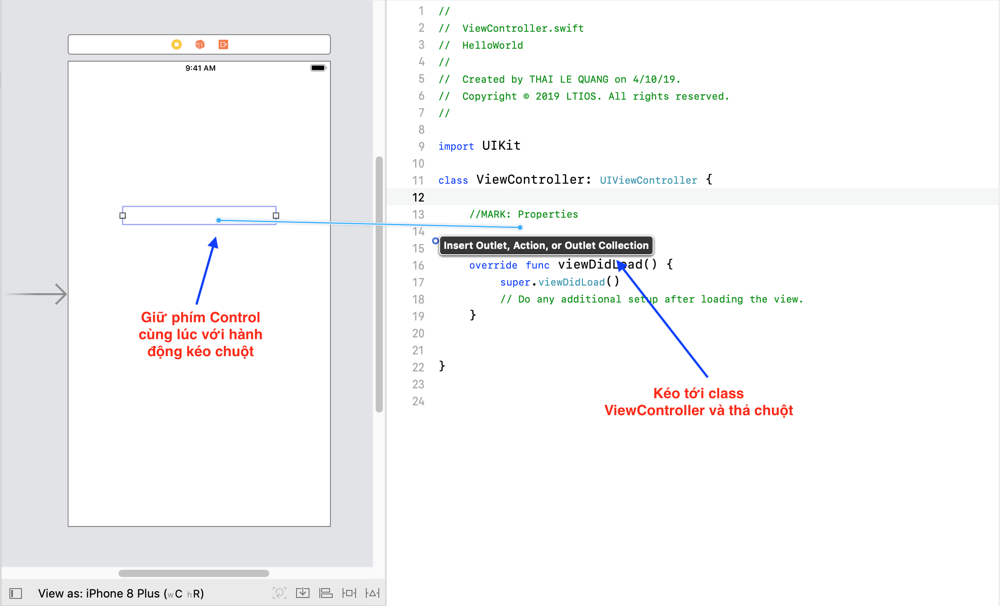 9:41 AM
Giữ phím Control
cùng lúc với hành
động kéo chuột
View as: iPhone 8 Plus (wC hR)
1 //
2 //  ViewController.swift
3 //  HelloWorld
4 //
5 //  Created by THAI LE QUANG on 4/10/19.
6 //  Copyright © 2019 LTIOS. All rights reserved.
7 //
8
9 import UIKit
10
11 class ViewController: UIViewController {
12
13 //MARK: Properties
14
Insert Outlet, Action, or Outlet Collection
15
16 override func viewDidLoad() {
17 super.viewDidLoad()
18 // Do any additional setup after loading the view.
19 }
20
21
22 }
23
24
Kéo tới class
ViewController và thả chuột